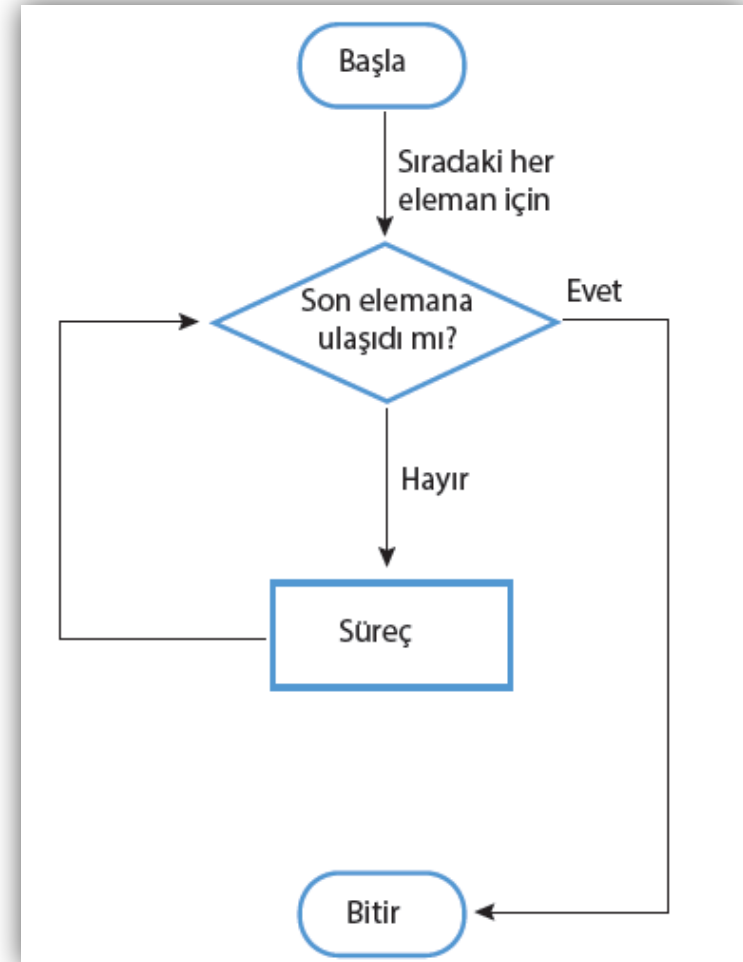 Başla
Sıradaki her
eleman için
Son elemana
ulaşıdı mı?
Evet
Hayır
Süreç
Bitir